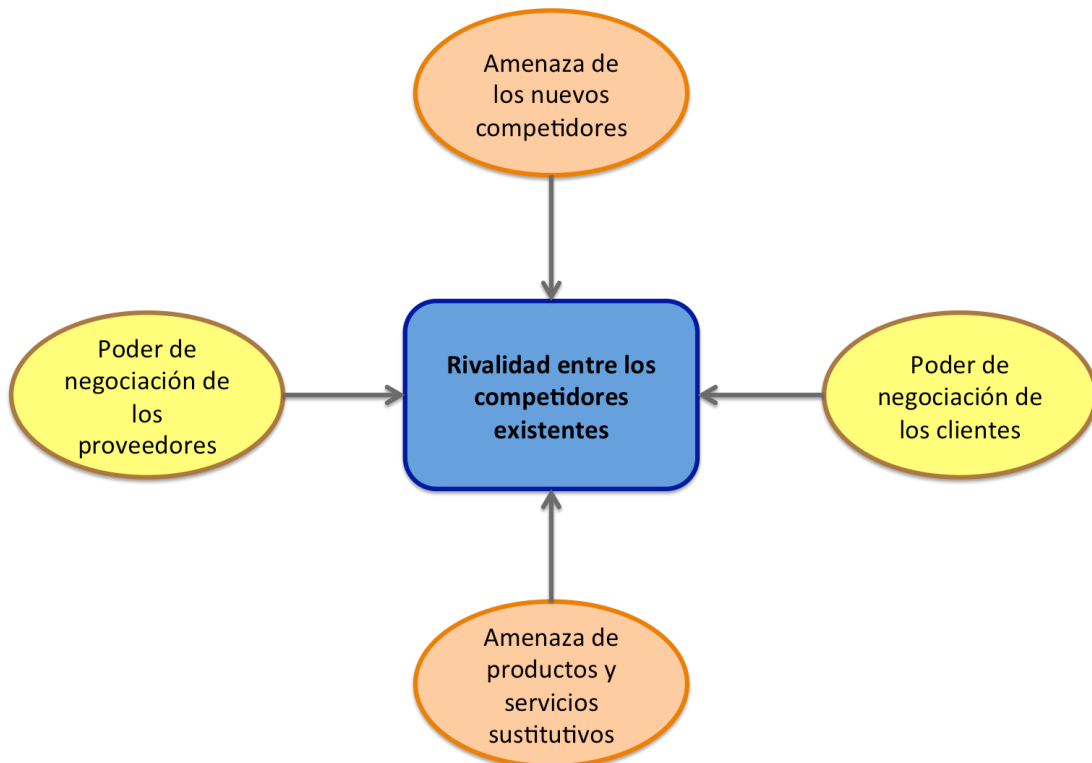 Amenaza de
los nuevos
competidores
Poder de
negociación de
los
proveedores
Rivalidad entre los
competidores
existentes
Poder de
negociación de
los clientes
Amenaza de
productos y
servicios
sustitutivos